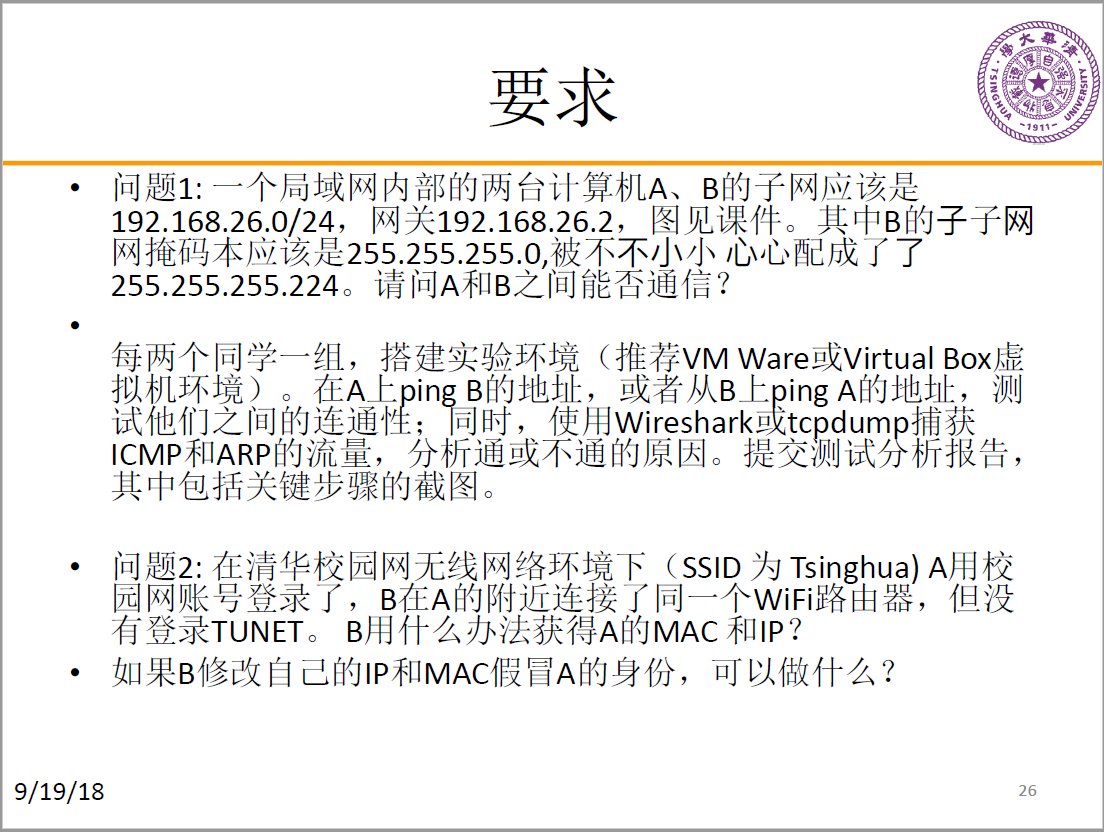 要求
清華大學
自强不息
厚德載物
TSINGHUA UNIVERSITY
-1911-
• 问题1: 一个局域网内部的两台计算机A、B的子网应该是
192.168.26.0/24，网关192.168.26.2，图见课件。其中B的子子网
网掩码本应该是255.255.255.0,被不不小小 心心配成了了
255.255.255.224。请问A和B之间能否通信？
•
每两个同学一组，搭建实验环境（推荐VM Ware或Virtual Box虚
拟机环境）。在A上ping B的地址，或者从B上ping A的地址，测
试他们之间的连通性；同时，使用Wireshark或tcpdump捕获
ICMP和ARP的流量，分析通或不通的原因。提交测试分析报告，
其中包括关键步骤的截图。
• 问题2: 在清华校园网无线网络环境下（SSID 为 Tsinghua) A用校
园网账号登录了，B在A的附近连接了同一个WiFi路由器，但没
有登录TUNET。 B用什么办法获得A的MAC 和IP？
• 如果B修改自己的IP和MAC假冒A的身份，可以做什么？
9/19/18
26